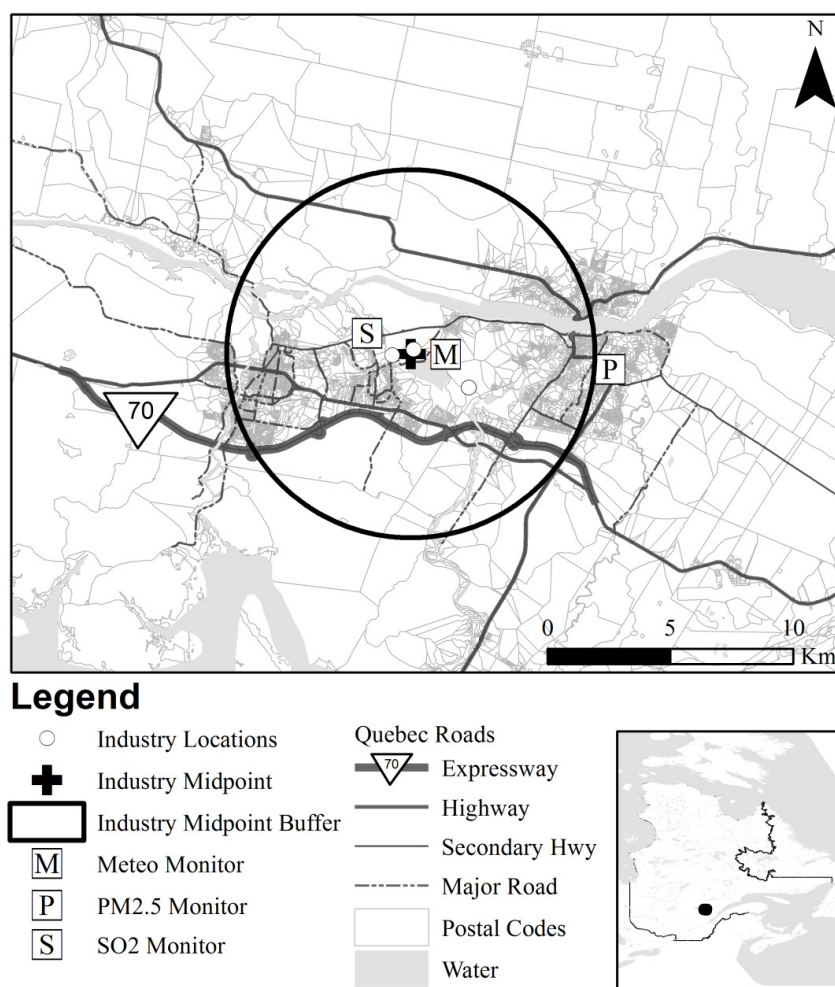 N
S
M
P
70
0 5 10
Km
Legend
Industry Locations
Industry Midpoint
Industry Midpoint Buffer
M Meteo Monitor
P PM2.5 Monitor
S SO2 Monitor
Quebec Roads
70 Expressway
Highway
Secondary Hwy
Major Road
Postal Codes
Water